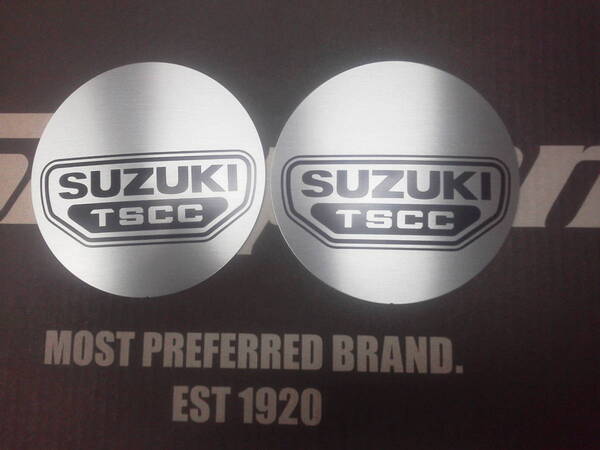 SUZUKI
TSCC
SUZUKI
TSCC
MOST PREFERRED BRAND.
EST 1920